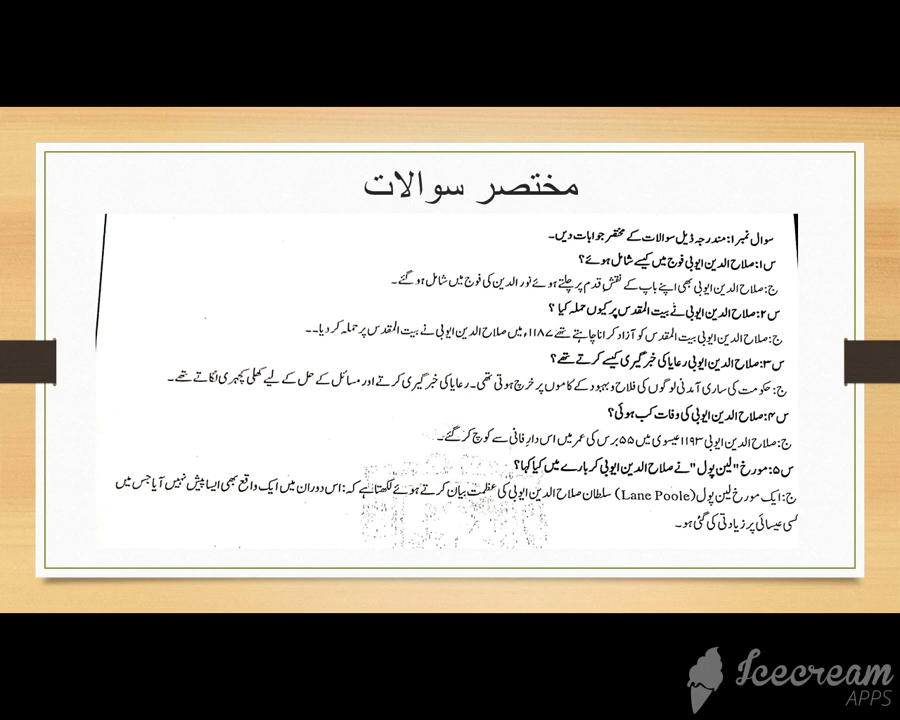 مختصر سوالات
سوال نمبر۱: مندرجہ ذیل سوالات کے مختصر جوابات دیں۔
س۱: صلاح الدین ایوبی فوج میں کیسے شامل ہوئے؟
ج: صلاح الدین ایوبی بھی اپنے باپ کے نقشِ قدم پر چلتے ہوئے نور الدین کی فوج میں شامل ہو گئے۔
س۲: صلاح الدین ایوبی نے بیت المقدس پر کیوں حملہ کیا ؟
ج: صلاح الدین ایوبی بیت المقدس کو آزاد کرانا چاہتے تھے ۱۱۸۷ء میں صلاح الدین ایوبی نے بیت المقدس پر حملہ کر دیا۔۔
س۳: صلاح الدین ایوبی رعایا کی خبر گیری کیسے کرتے تھے؟
ج: حکومت کی ساری آمدنی لوگوں کی فلاح و بہبود کے کاموں پر خرچ ہوتی تھی۔ رعایا کی خبر گیری کرتے اور مسائل کے حل کے لیے کھلی کچہری لگاتے تھے۔
س۴: صلاح الدین ایوبی کی وفات کب ہوئی؟
ج: صلاح الدین ایوبی ۱۱۹۳ عیسوی میں ۵۵ برس کی عمر میں اس دارِ فانی سے کوچ کر گئے۔
س۵: مورخ "لین پول" نے صلاح الدین ایوبی کر بارے میں کیا کہا؟
ج: ایک مورخ لین پول (Lane Poole) سلطان صلاح الدین ایوبی کی عظمت بیان کرتے ہوئے لکھتا ہے کہ: اس دوران میں ایک واقع بھی ایسا پیش نہیں آیا جس میں
کسی عیسائی پر زیادتی کی گئی ہو۔
Icecream
APPS